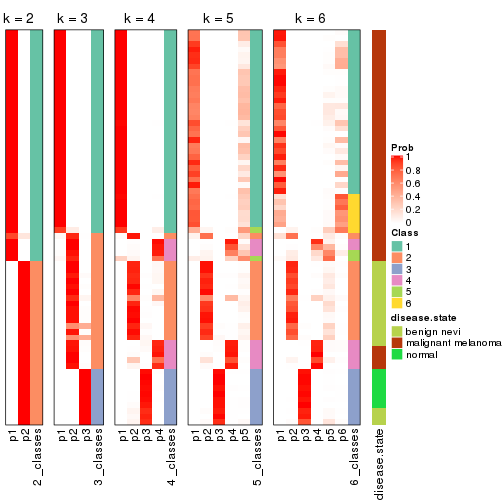 k = 2
k = 3
k = 4
k = 5
k = 6
p1
p2
2_classes
p1
p2
p3
3_classes
p1
p2
p3
p4
4_classes
p1
p2
p3
p4
p5
5_classes
p1
p2
p3
p4
p5
p6
6_classes
disease.state
Prob
1
0.8
0.6
0.4
0.2
0
Class
1
2
3
4
5
6
disease.state
benign nevi
malignant melanoma
normal